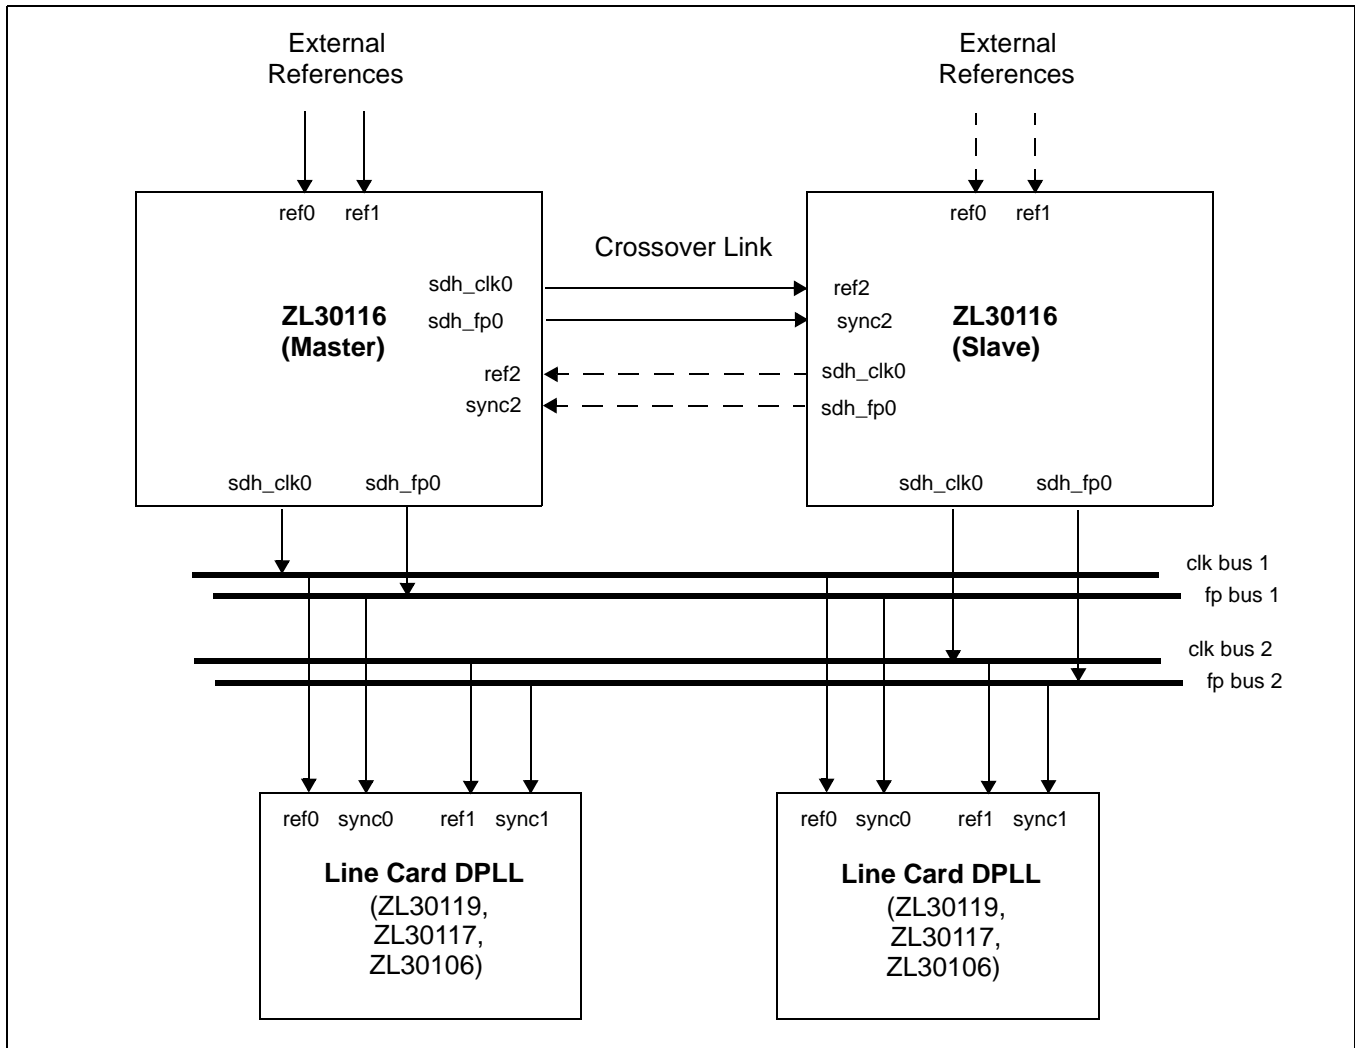 External
References
External
References
ref0 ref1
ref0 ref1
Crossover Link
sdh_clk0
sdh_fp0
ref2
sync2
ZL30116
(Master)
ref2
sync2
sdh_clk0
sdh_fp0
ZL30116
(Slave)
sdh_clk0 sdh_fp0
sdh_clk0 sdh_fp0
clk bus 1
fp bus 1
clk bus 2
fp bus 2
ref0 sync0 ref1 sync1
Line Card DPLL
(ZL30119,
ZL30117,
ZL30106)
ref0 sync0 ref1 sync1
Line Card DPLL
(ZL30119,
ZL30117,
ZL30106)